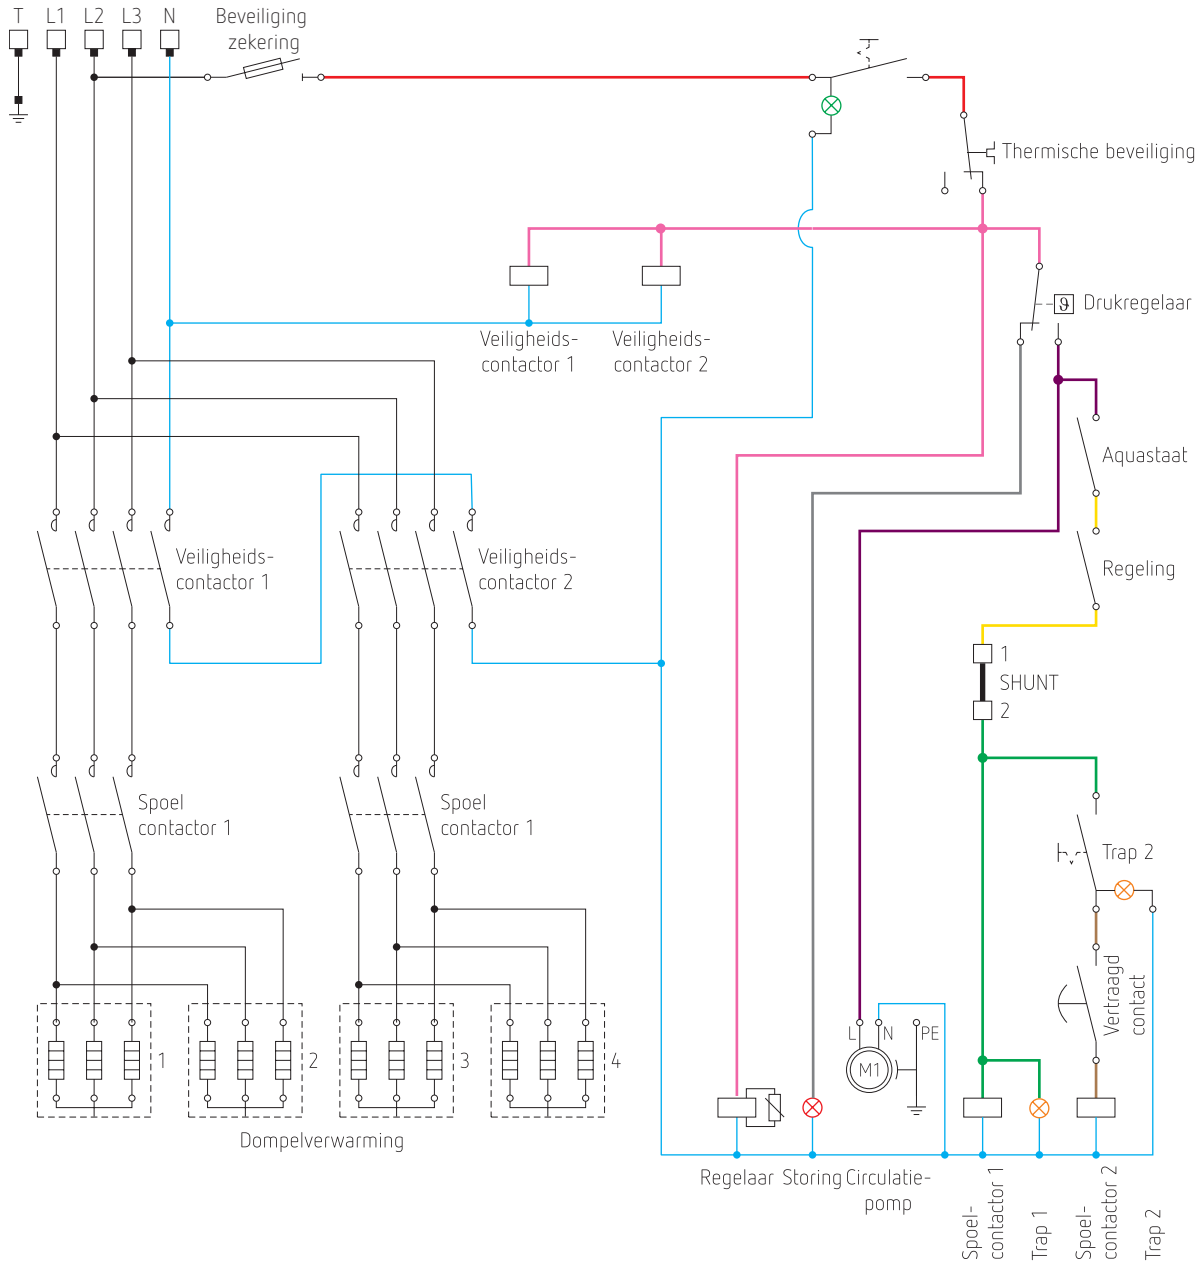 T L1 L2 L3 N
Beveiliging
zekering
Thermische beveiliging
ϑ Drukregelaar
Veiligheids-
contactor 1
Veiligheids-
contactor 2
Aquastaat
Veiligheids-
contactor 1
Veiligheids-
contactor 2
Regeling
1
SHUNT
2
Spoel
contactor 1
Spoel
contactor 1
Trap 2
Vertraagd
contact
1
2
3
4
L N PE
M1
Dompelverwarming
Regelaar
Storing
Circulatie-
pomp
Spoel-
contactor 1
Trap 1
Spoel-
contactor 2
Trap 2